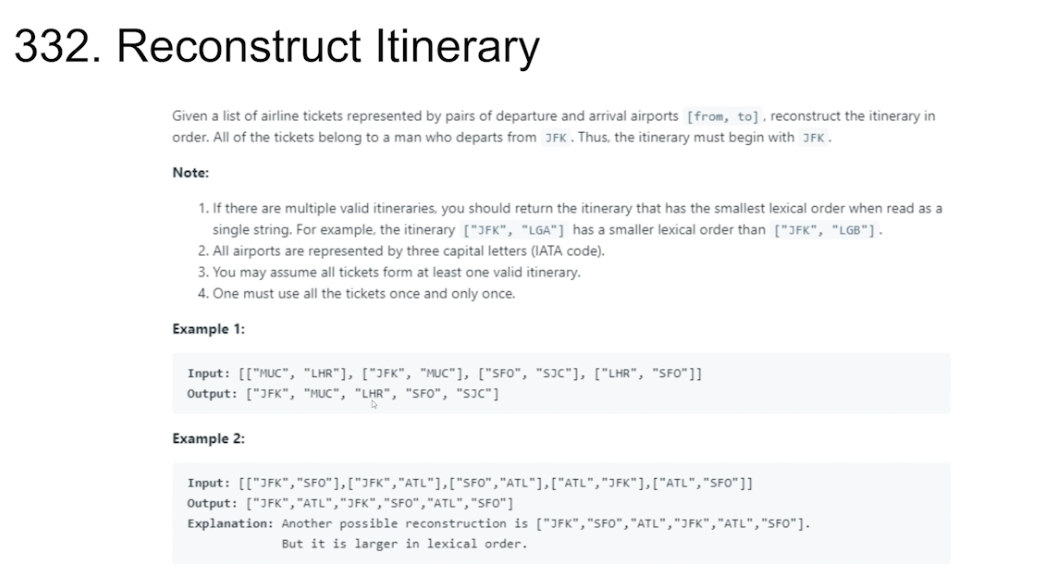 332. Reconstruct Itinerary
Given a list of airline tickets represented by pairs of departure and arrival airports [from, to], reconstruct the itinerary in
order. All of the tickets belong to a man who departs from JFK. Thus, the itinerary must begin with JFK.
Note:
1. If there are multiple valid itineraries, you should return the itinerary that has the smallest lexical order when read as a
single string. For example, the itinerary ["JFK", "LGA"] has a smaller lexical order than ["JFK", "LGB"].
2. All airports are represented by three capital letters (IATA code).
3. You may assume all tickets form at least one valid itinerary.
4. One must use all the tickets once and only once.
Example 1:
Input: [["MUC", "LHR"], ["JFK", "MUC"], ["SFO", "SJC"], ["LHR", "SFO"]]
Output: ["JFK", "MUC", "LHR", "SFO", "SJC"]
Example 2:
Input: [["JFK","SFO"],["JFK","ATL"],["SFO","ATL"],["ATL","JFK"],["ATL","SFO"]]
Output: ["JFK","ATL","JFK","SFO","ATL","SFO"]
Explanation: Another possible reconstruction is ["JFK","SFO","ATL","JFK","ATL","SFO"].
But it is larger in lexical order.